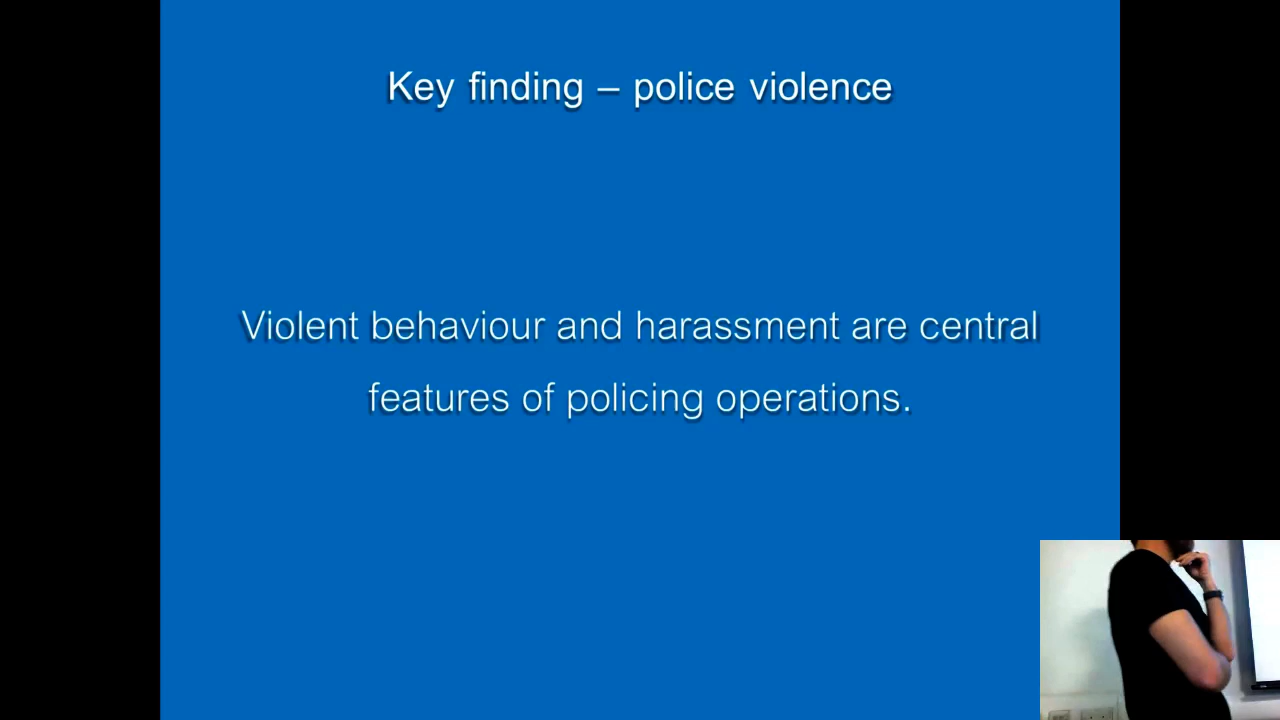 Key finding – police violence
Violent behaviour and harassment are central
features of policing operations.